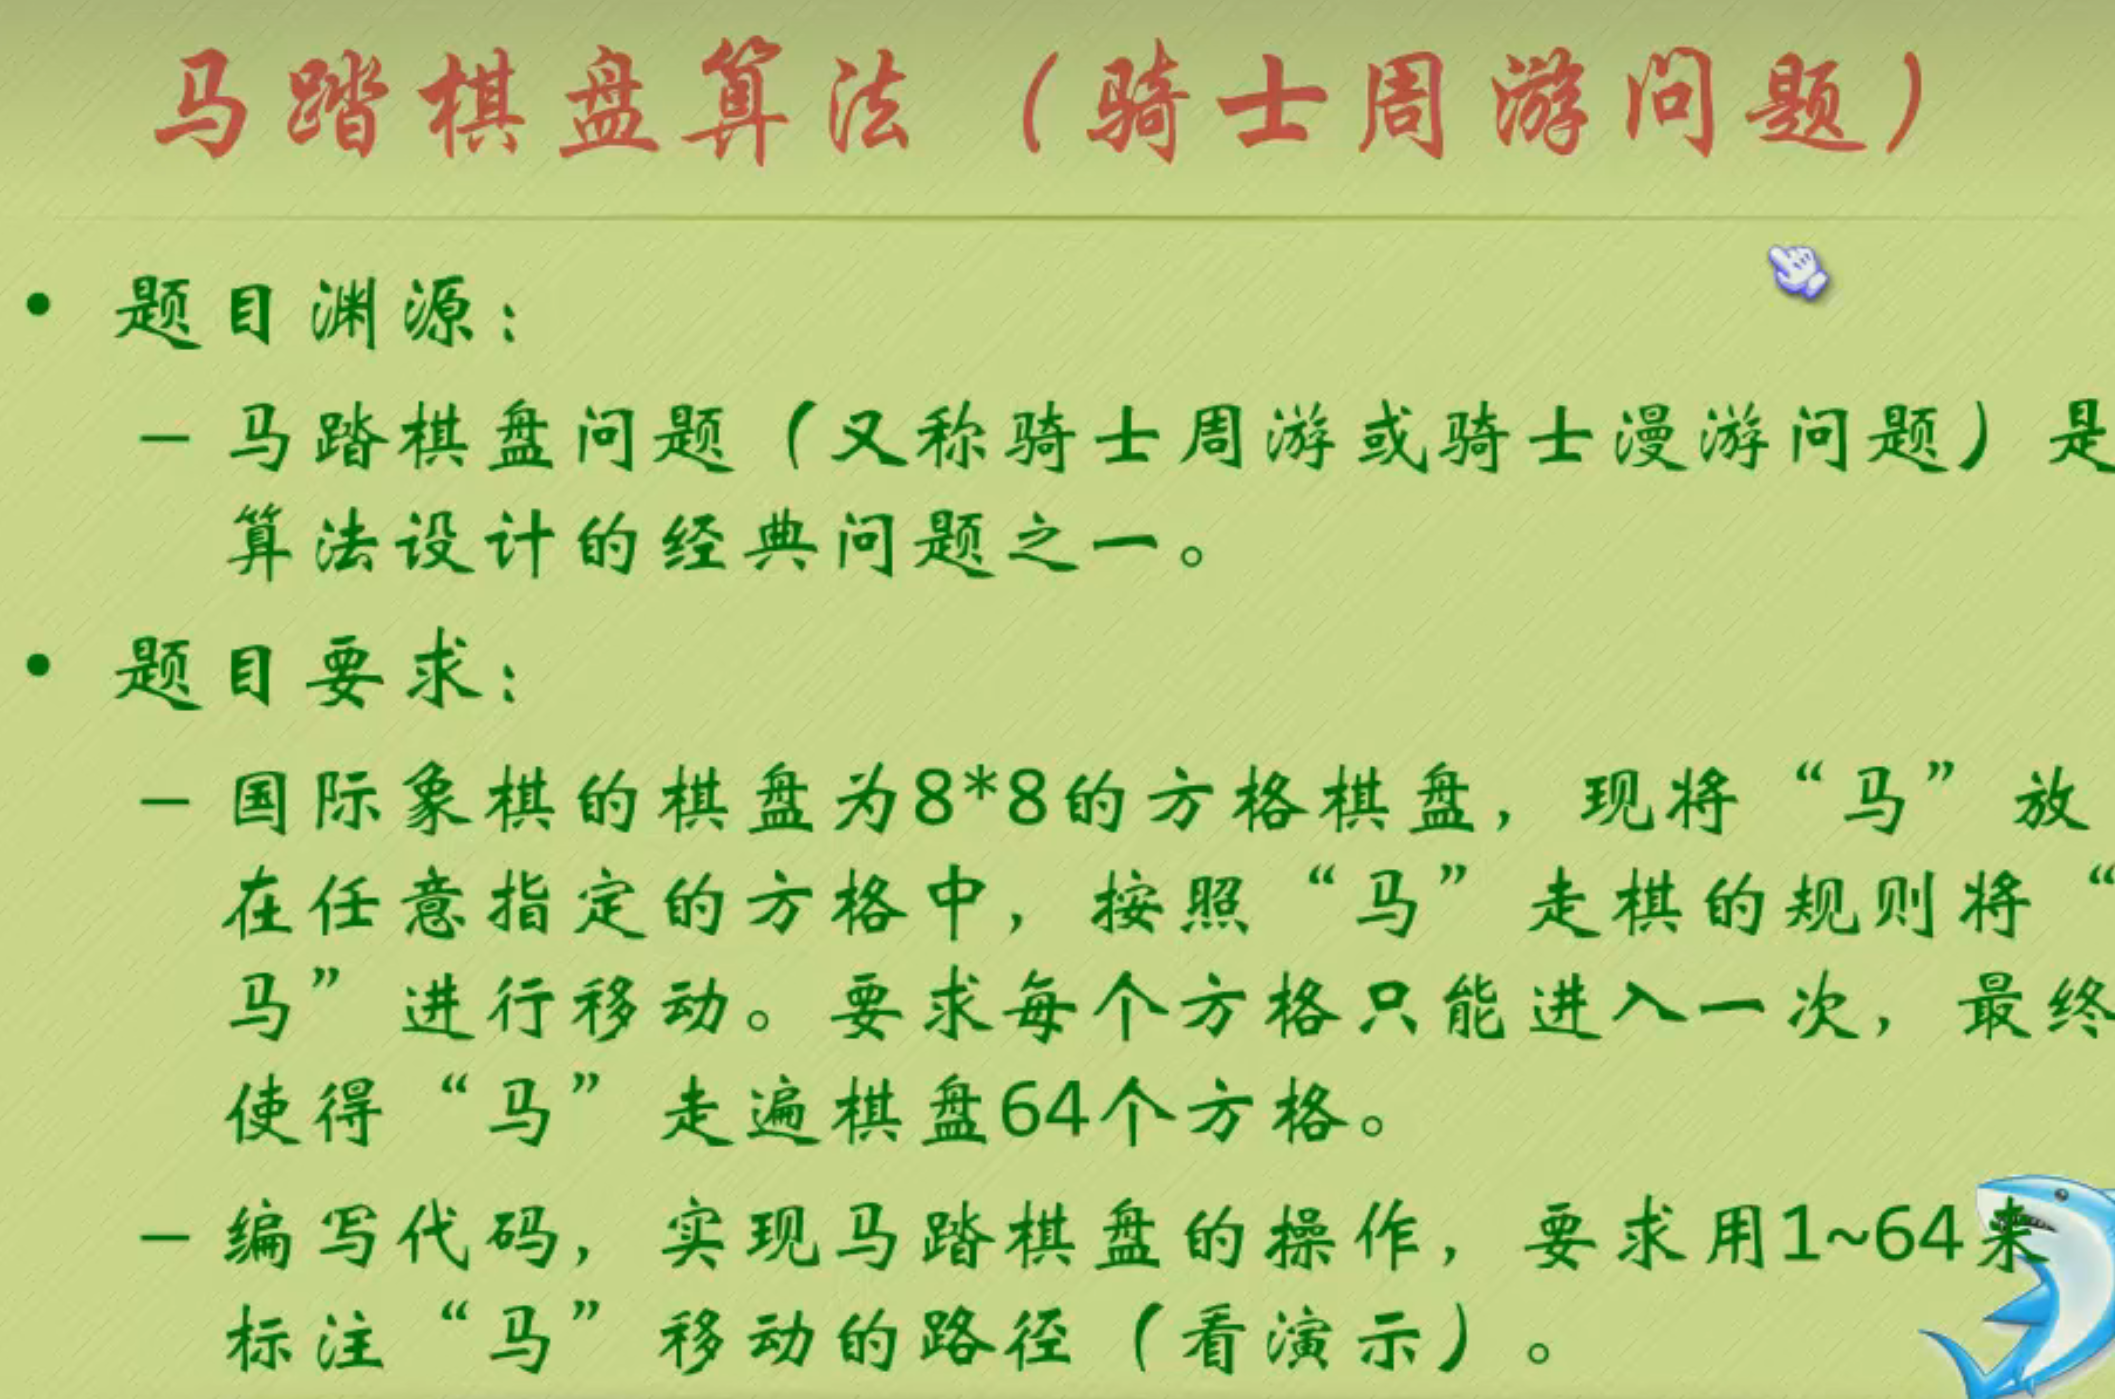 马踏棋盘算法（骑士周游问题）
• 题目渊源：
– 马踏棋盘问题（又称骑士周游或骑士漫游问题）是
算法设计的经典问题之一。
• 题目要求：
– 国际象棋的棋盘为8*8的方格棋盘，现将“马”放
在任意指定的方格中，按照“马”走棋的规则将“
马”进行移动。要求每个方格只能进入一次，最终
使得“马”走遍棋盘64个方格。
– 编写代码，实现马踏棋盘的操作，要求用1~64来
标注“马”移动的路径（看演示）。